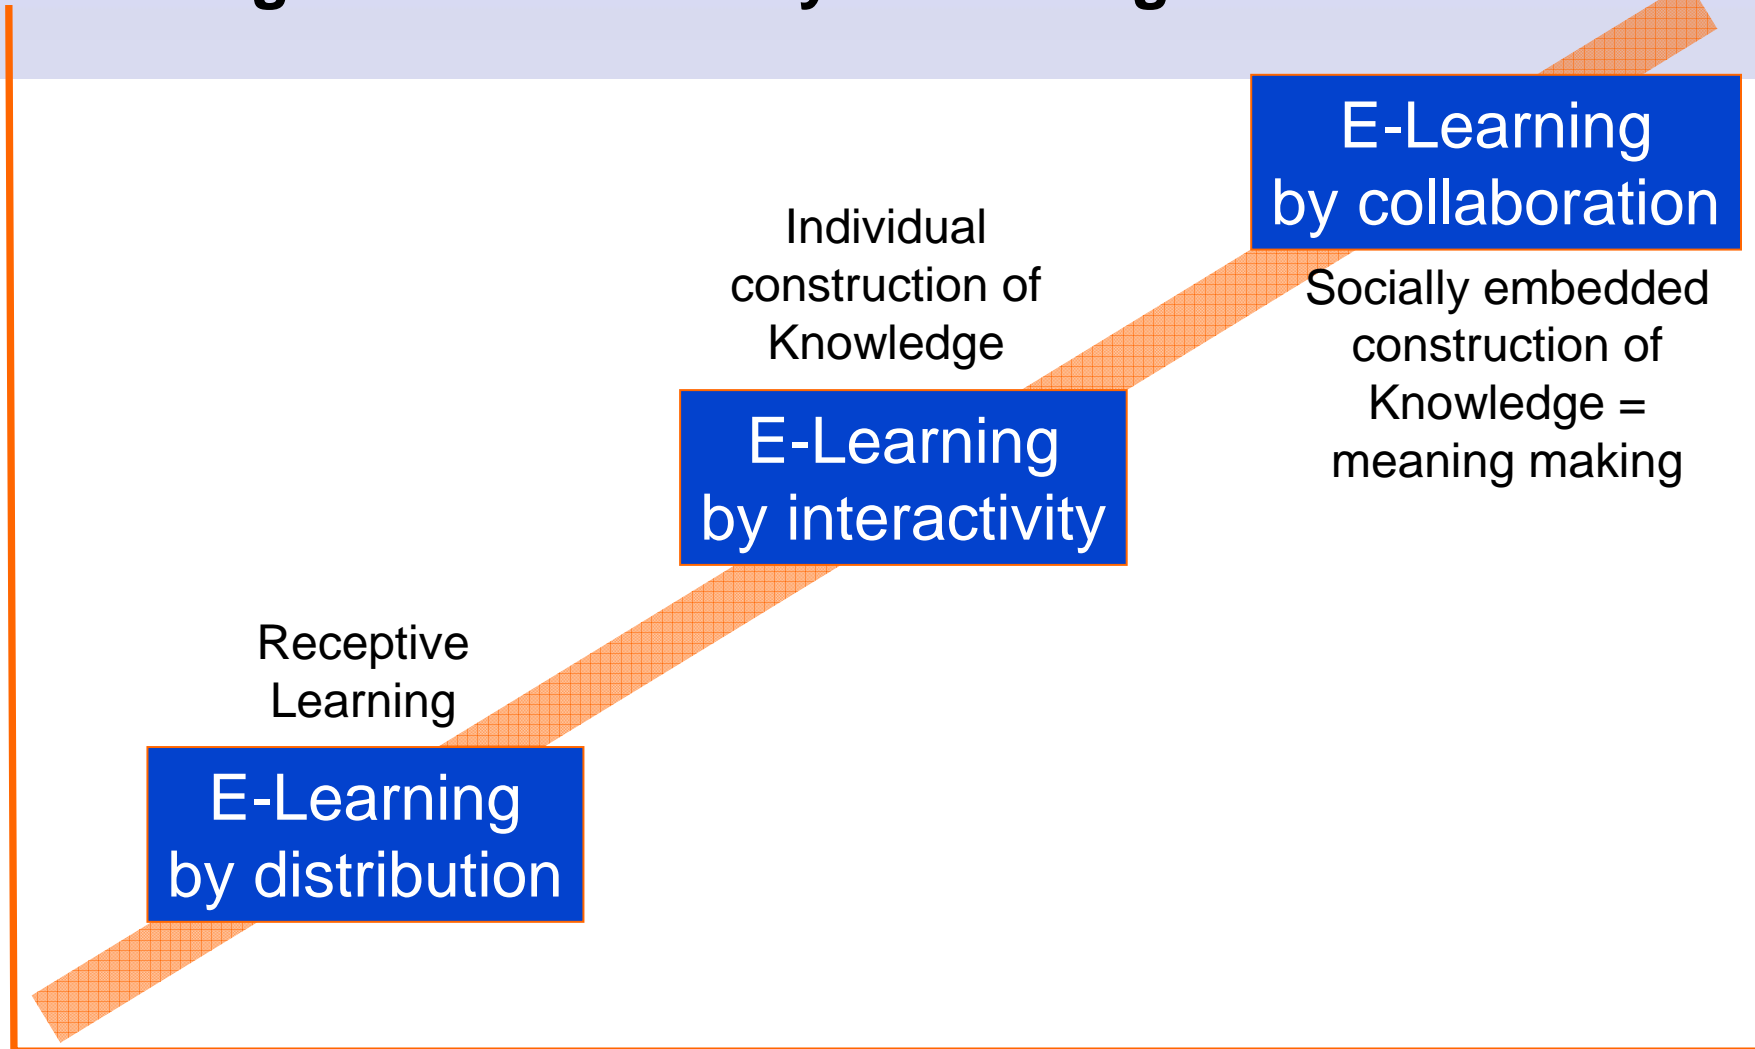 E-Learning
by collaboration
Individual
construction of
Knowledge
Socially embedded
construction of
Knowledge =
meaning making
E-Learning
by interactivity
Receptive
Learning
E-Learning
by distribution